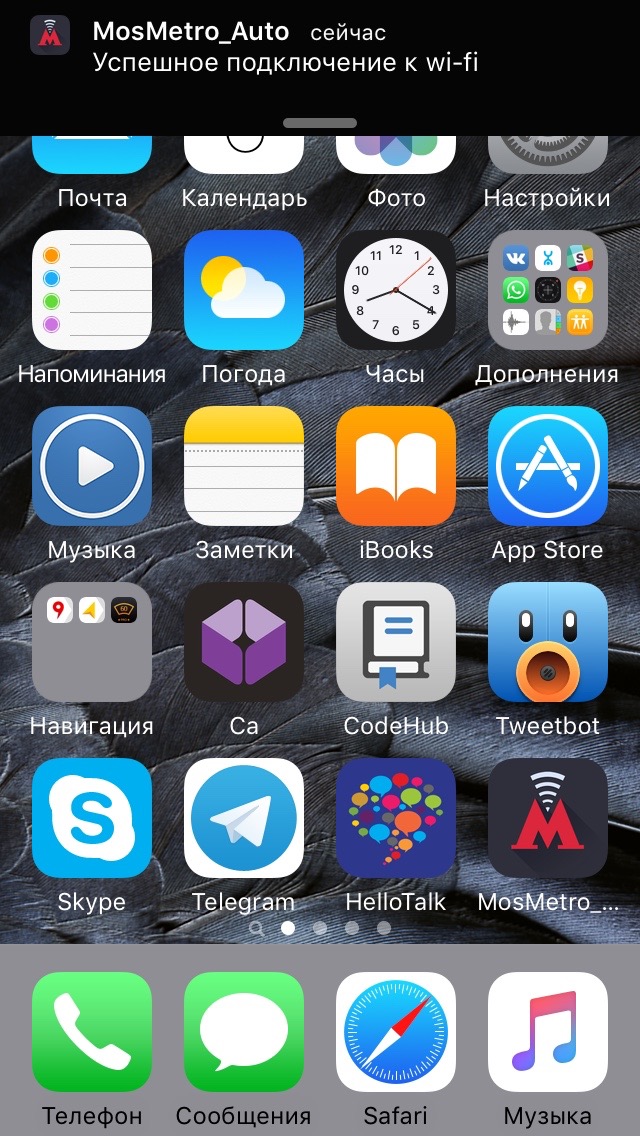 MosMetro_Auto сейчас
Успешное подключение к wi-fi
Почта Календарь Фото Настройки
12
11 1
10 2
9 3
8 4
7 5
6
Напоминания Погода Часы Дополнения
Музыка Заметки iBooks App Store
60
Навигация Ca CodeHub Tweetbot
Skype Telegram HelloTalk MosMetro_...
Телефон Сообщения Safari Музыка